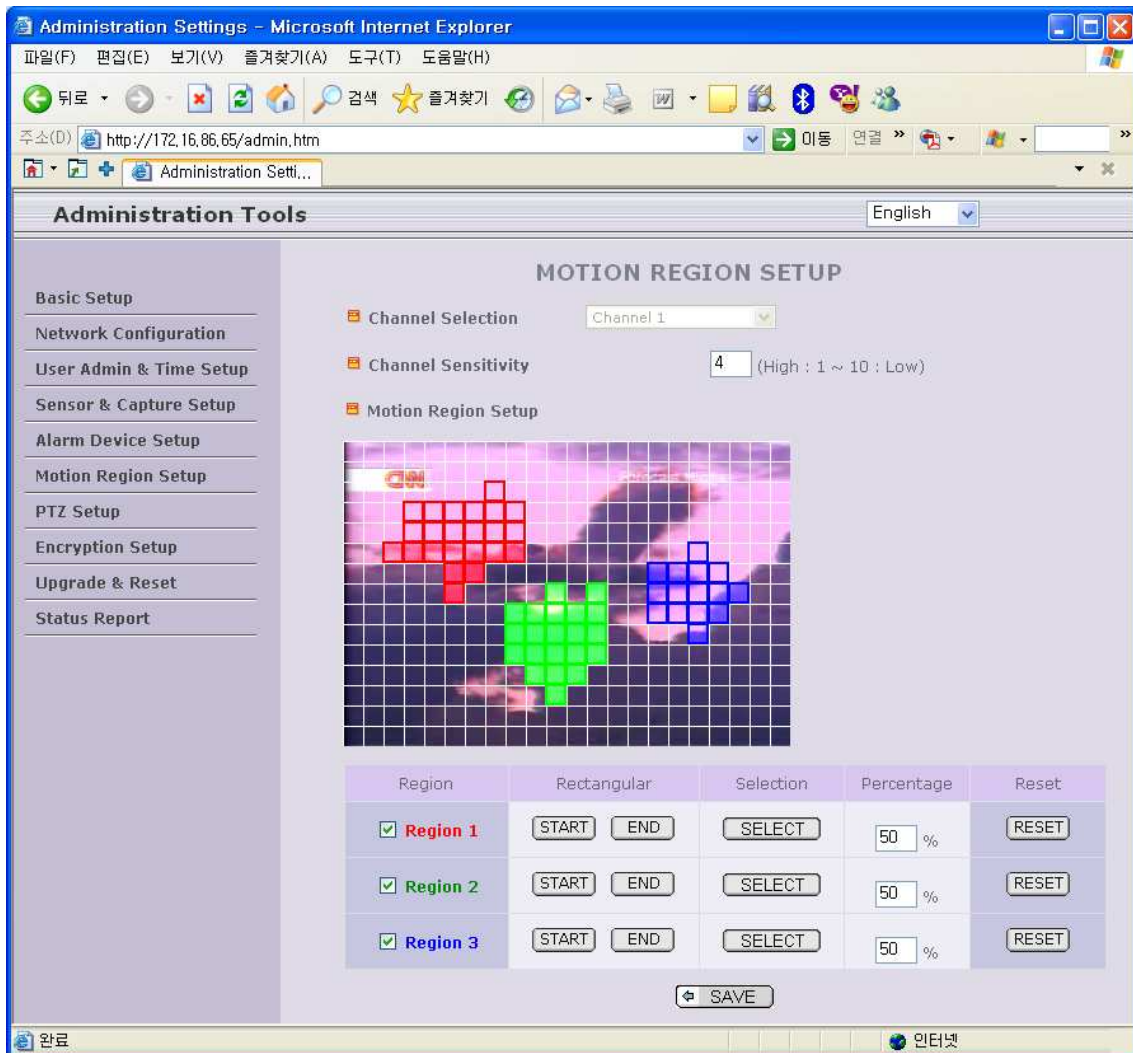 Administration Settings - Microsoft Internet Explorer
파일(F) 편집(E) 보기(V) 즐겨찾기(A) 도구(T) 도움말(H)
뒤로 검색 즐겨찾기
주소(D) http://172.16.86.65/admin.htm 이동 연결 »
Administration Setti...
Administration Tools English
MOTION REGION SETUP
Basic Setup
Network Configuration
User Admin & Time Setup
Sensor & Capture Setup
Alarm Device Setup
Motion Region Setup
PTZ Setup
Encryption Setup
Upgrade & Reset
Status Report
Channel Selection Channel 1
Channel Sensitivity 4 (High : 1 ~ 10 : Low)
Motion Region Setup
Region Rectangular Selection Percentage Reset
Region 1 START END SELECT 50 % RESET
Region 2 START END SELECT 50 % RESET
Region 3 START END SELECT 50 % RESET
SAVE
완료 인터넷